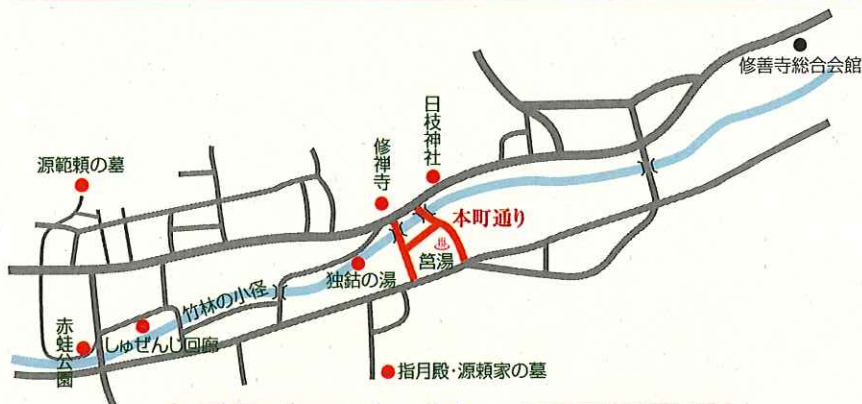 修善寺総合会館
日枝神社
修禅寺
源範頼の墓
本町通り
筥湯
独鈷の湯
竹林の小径
しゅぜんじ回廊
赤蛙公園
指月殿・源頼家の墓